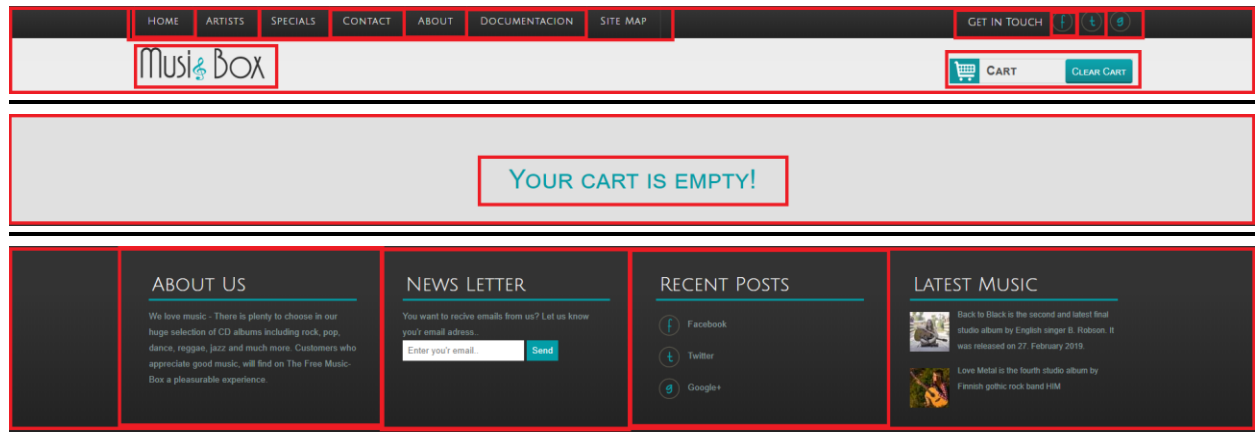 Home Artists Specials Contact About Documentacion Site Map Get In Touch f t g
Musi Box
Cart Clear Cart
Your cart is empty!
About Us
We love music - There is plenty to choose in our
huge selection of CD albums including rock, pop,
dance, reggae, jazz and much more. Customers who
appreciate good music, will find on The Free Music-
Box a pleasurable experience.
News Letter
You want to recive emails from us? Let us know
you'r email adress..
Enter you'r email.. Send
Recent Posts
f Facebook
t Twitter
g Google+
Latest Music
Back to Black is the second and latest final
studio album by English singer B. Robson. It
was released on 27. February 2019.
Love Metal is the fourth studio album by
Finnish gothic rock band HIM